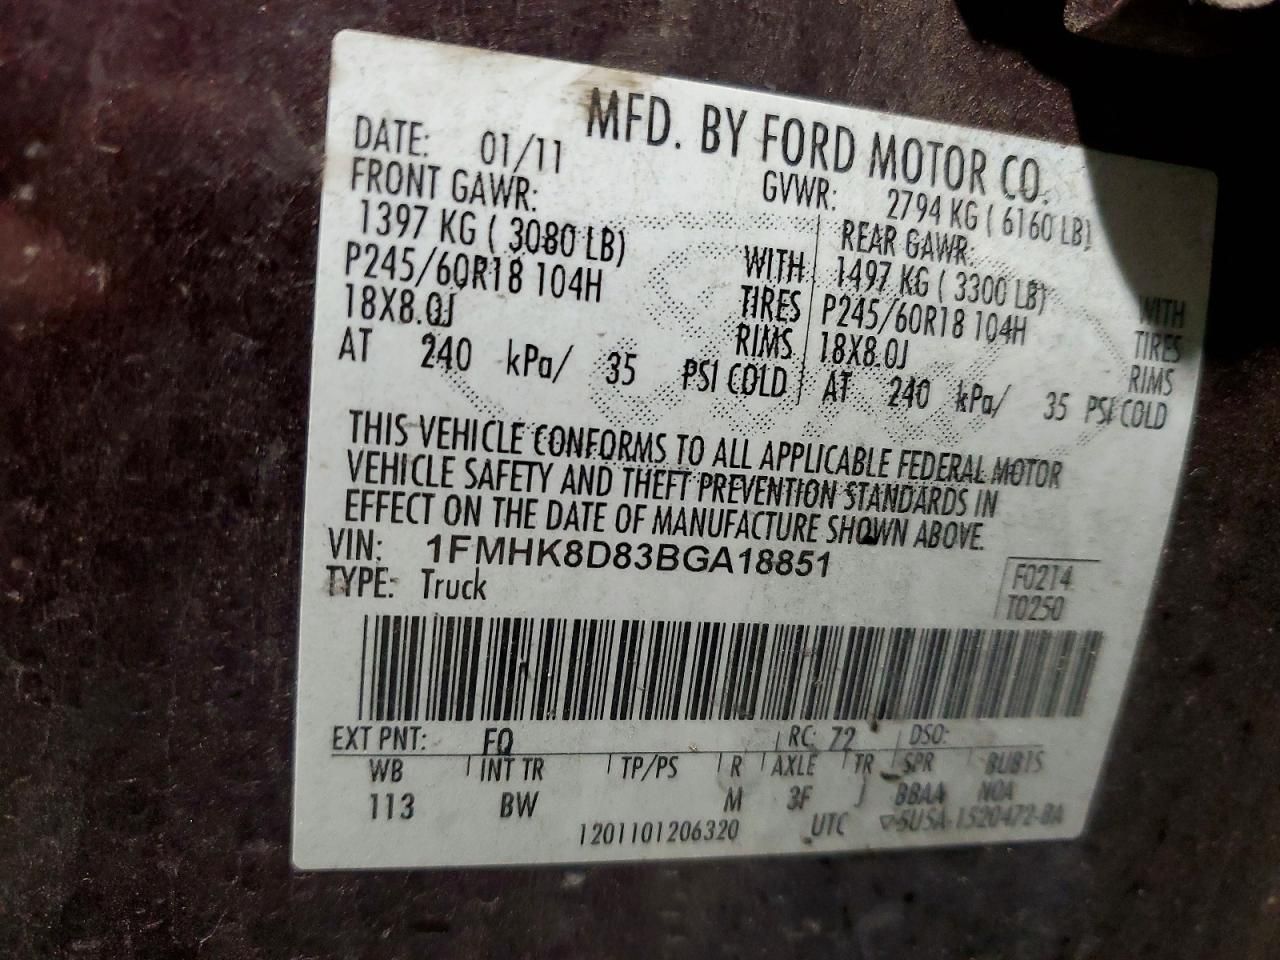 MFD. BY FORD MOTOR CO.
DATE: 01/11
GVWR: 2794 KG ( 6160 LB)
FRONT GAWR:
1397 KG ( 3080 LB) WITH
P245/60R18 104H TIRES
18X8.0J RIMS
AT 240 kPa/ 35 PSI COLD
REAR GAWR:
1497 KG ( 3300 LB) WITH
P245/60R18 104H TIRES
18X8.0J RIMS
AT 240 kPa/ 35 PSI COLD
THIS VEHICLE CONFORMS TO ALL APPLICABLE FEDERAL MOTOR
VEHICLE SAFETY AND THEFT PREVENTION STANDARDS IN
EFFECT ON THE DATE OF MANUFACTURE SHOWN ABOVE.
VIN: 1FMHK8D83BGA18851
TYPE: Truck
F0214
T0250
EXT PNT: FQ RC: 72 DSO:
WB INT TR TP/PS R AXLE TR SPR
113 BW M 3F J BBAA
1201101206320 UTC